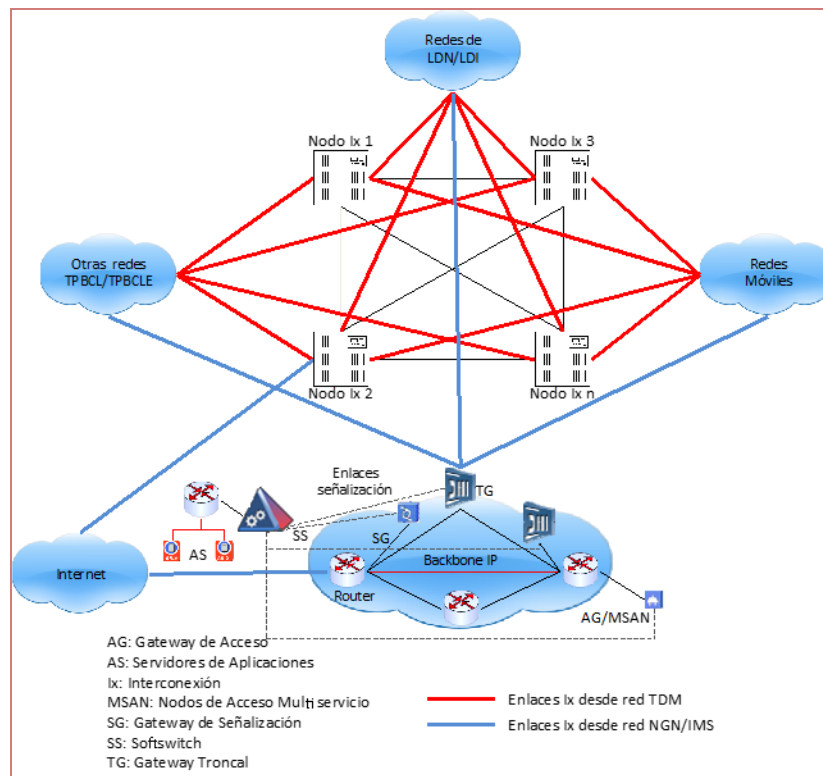 Redes de
LDN/LDI
Nodo Ix 1
Nodo Ix 3
Otras redes
TPBCL/TPBCLE
Redes
Móviles
Nodo Ix 2
Nodo Ix n
Enlaces
señalización
TG
SS
SG
AS
Backbone IP
Internet
Router
AG/MSAN
AG: Gateway de Acceso
AS: Servidores de Aplicaciones
Ix: Interconexión
MSAN: Nodos de Acceso Multi servicio
SG: Gateway de Señalización
SS: Softswitch
TG: Gateway Troncal
Enlaces Ix desde red TDM
Enlaces Ix desde red NGN/IMS